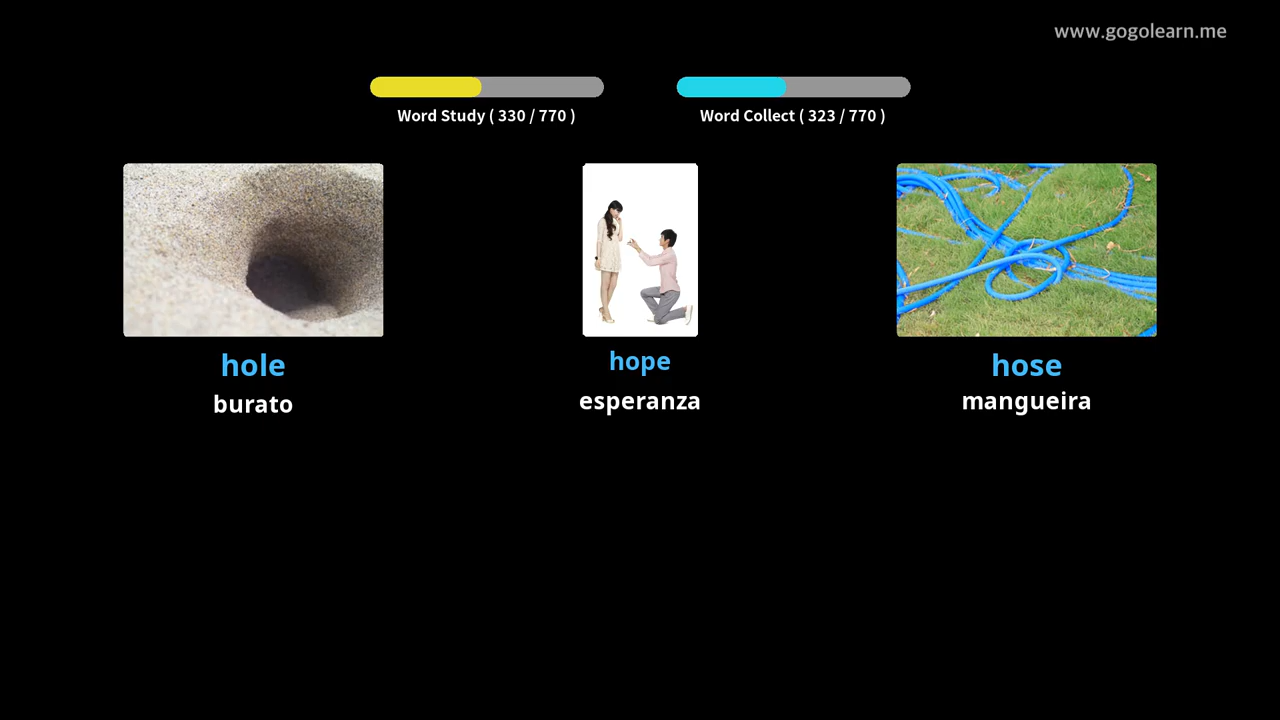 www.gogolearn.me
Word Study ( 330 / 770 )
Word Collect ( 323 / 770 )
hole
burato
hope
esperanza
hose
mangueira